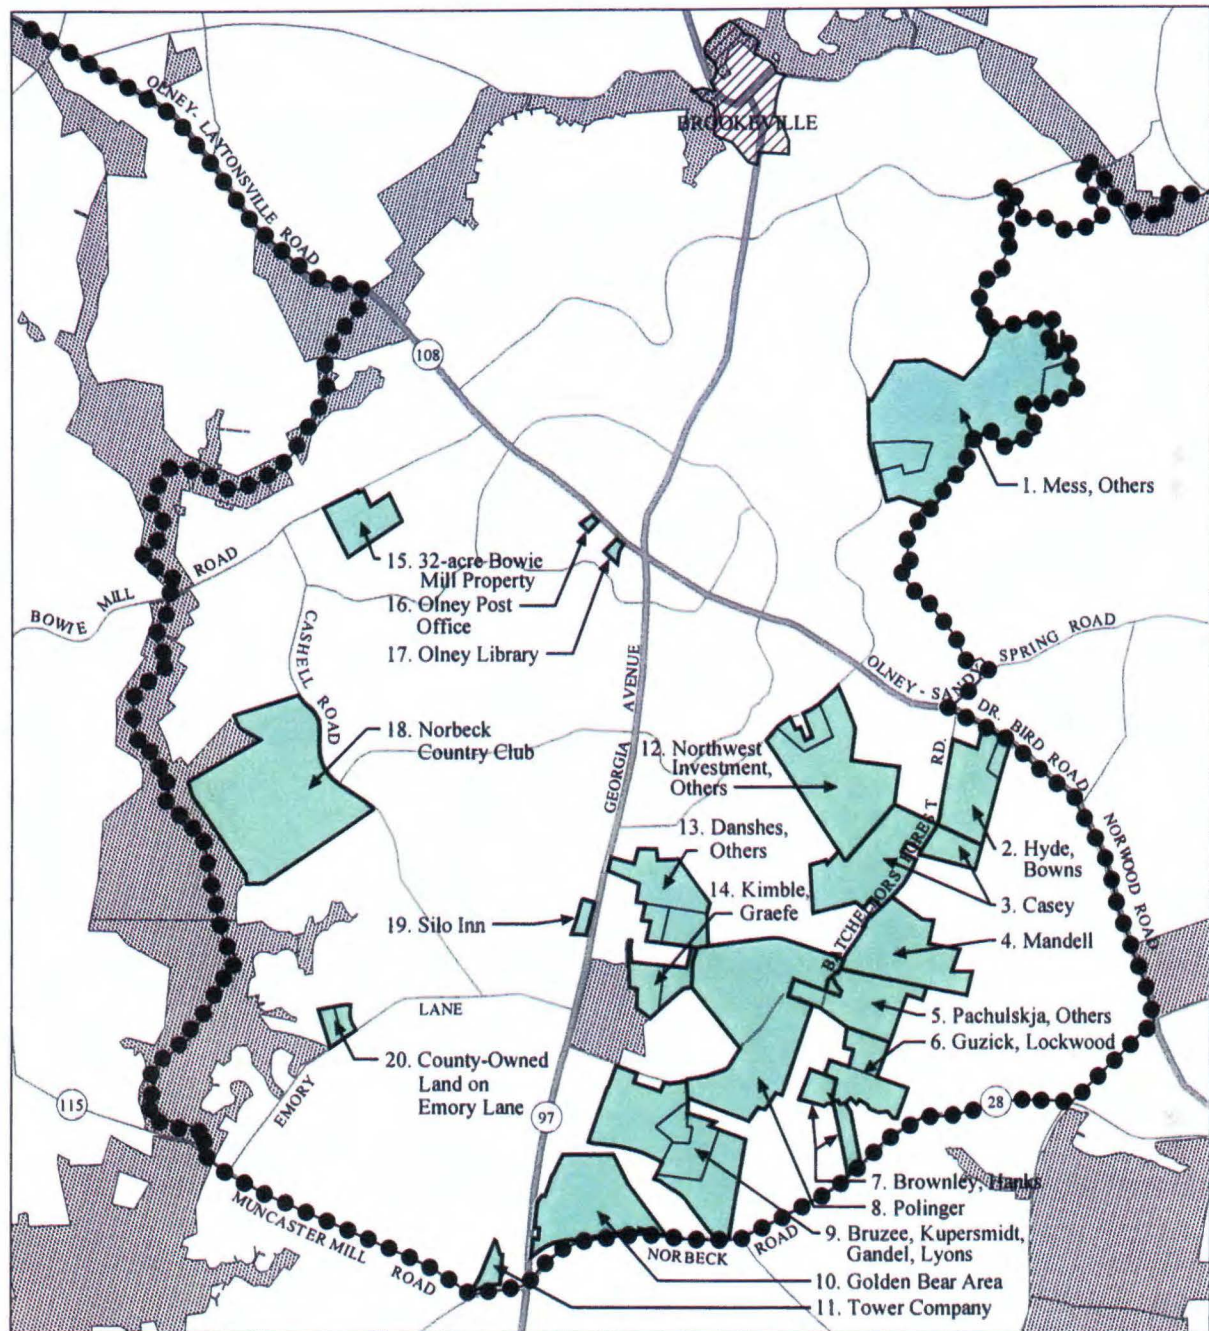 BROOKEVILLE
OLNEY-LAYTONSVILLE ROAD
108
1. Mess, Others
15. 32-acre Bowie
Mill Property
16. Olney Post
Office
17. Olney Library
BOWIE MILL ROAD
CASHELL ROAD
OLNEY-SANDY SPRING ROAD
DR. BIRD ROAD
NORWOOD ROAD
GEORGIA AVENUE
18. Norbeck
Country Club
12. Northwest
Investment,
Others
BATCHELLORS FOREST RD.
13. Danshes,
Others
2. Hyde,
Bowns
14. Kimble,
Graefe
3. Casey
19. Silo Inn
4. Mandell
5. Pachulskja, Others
6. Guzick, Lockwood
EMORY LANE
20. County-Owned
Land on
Emory Lane
115
97
28
7. Brownley, Hanks
8. Polinger
9. Bruzee, Kupersmidt,
Gandel, Lyons
MUNCASTER MILL ROAD
NORBECK ROAD
10. Golden Bear Area
11. Tower Company